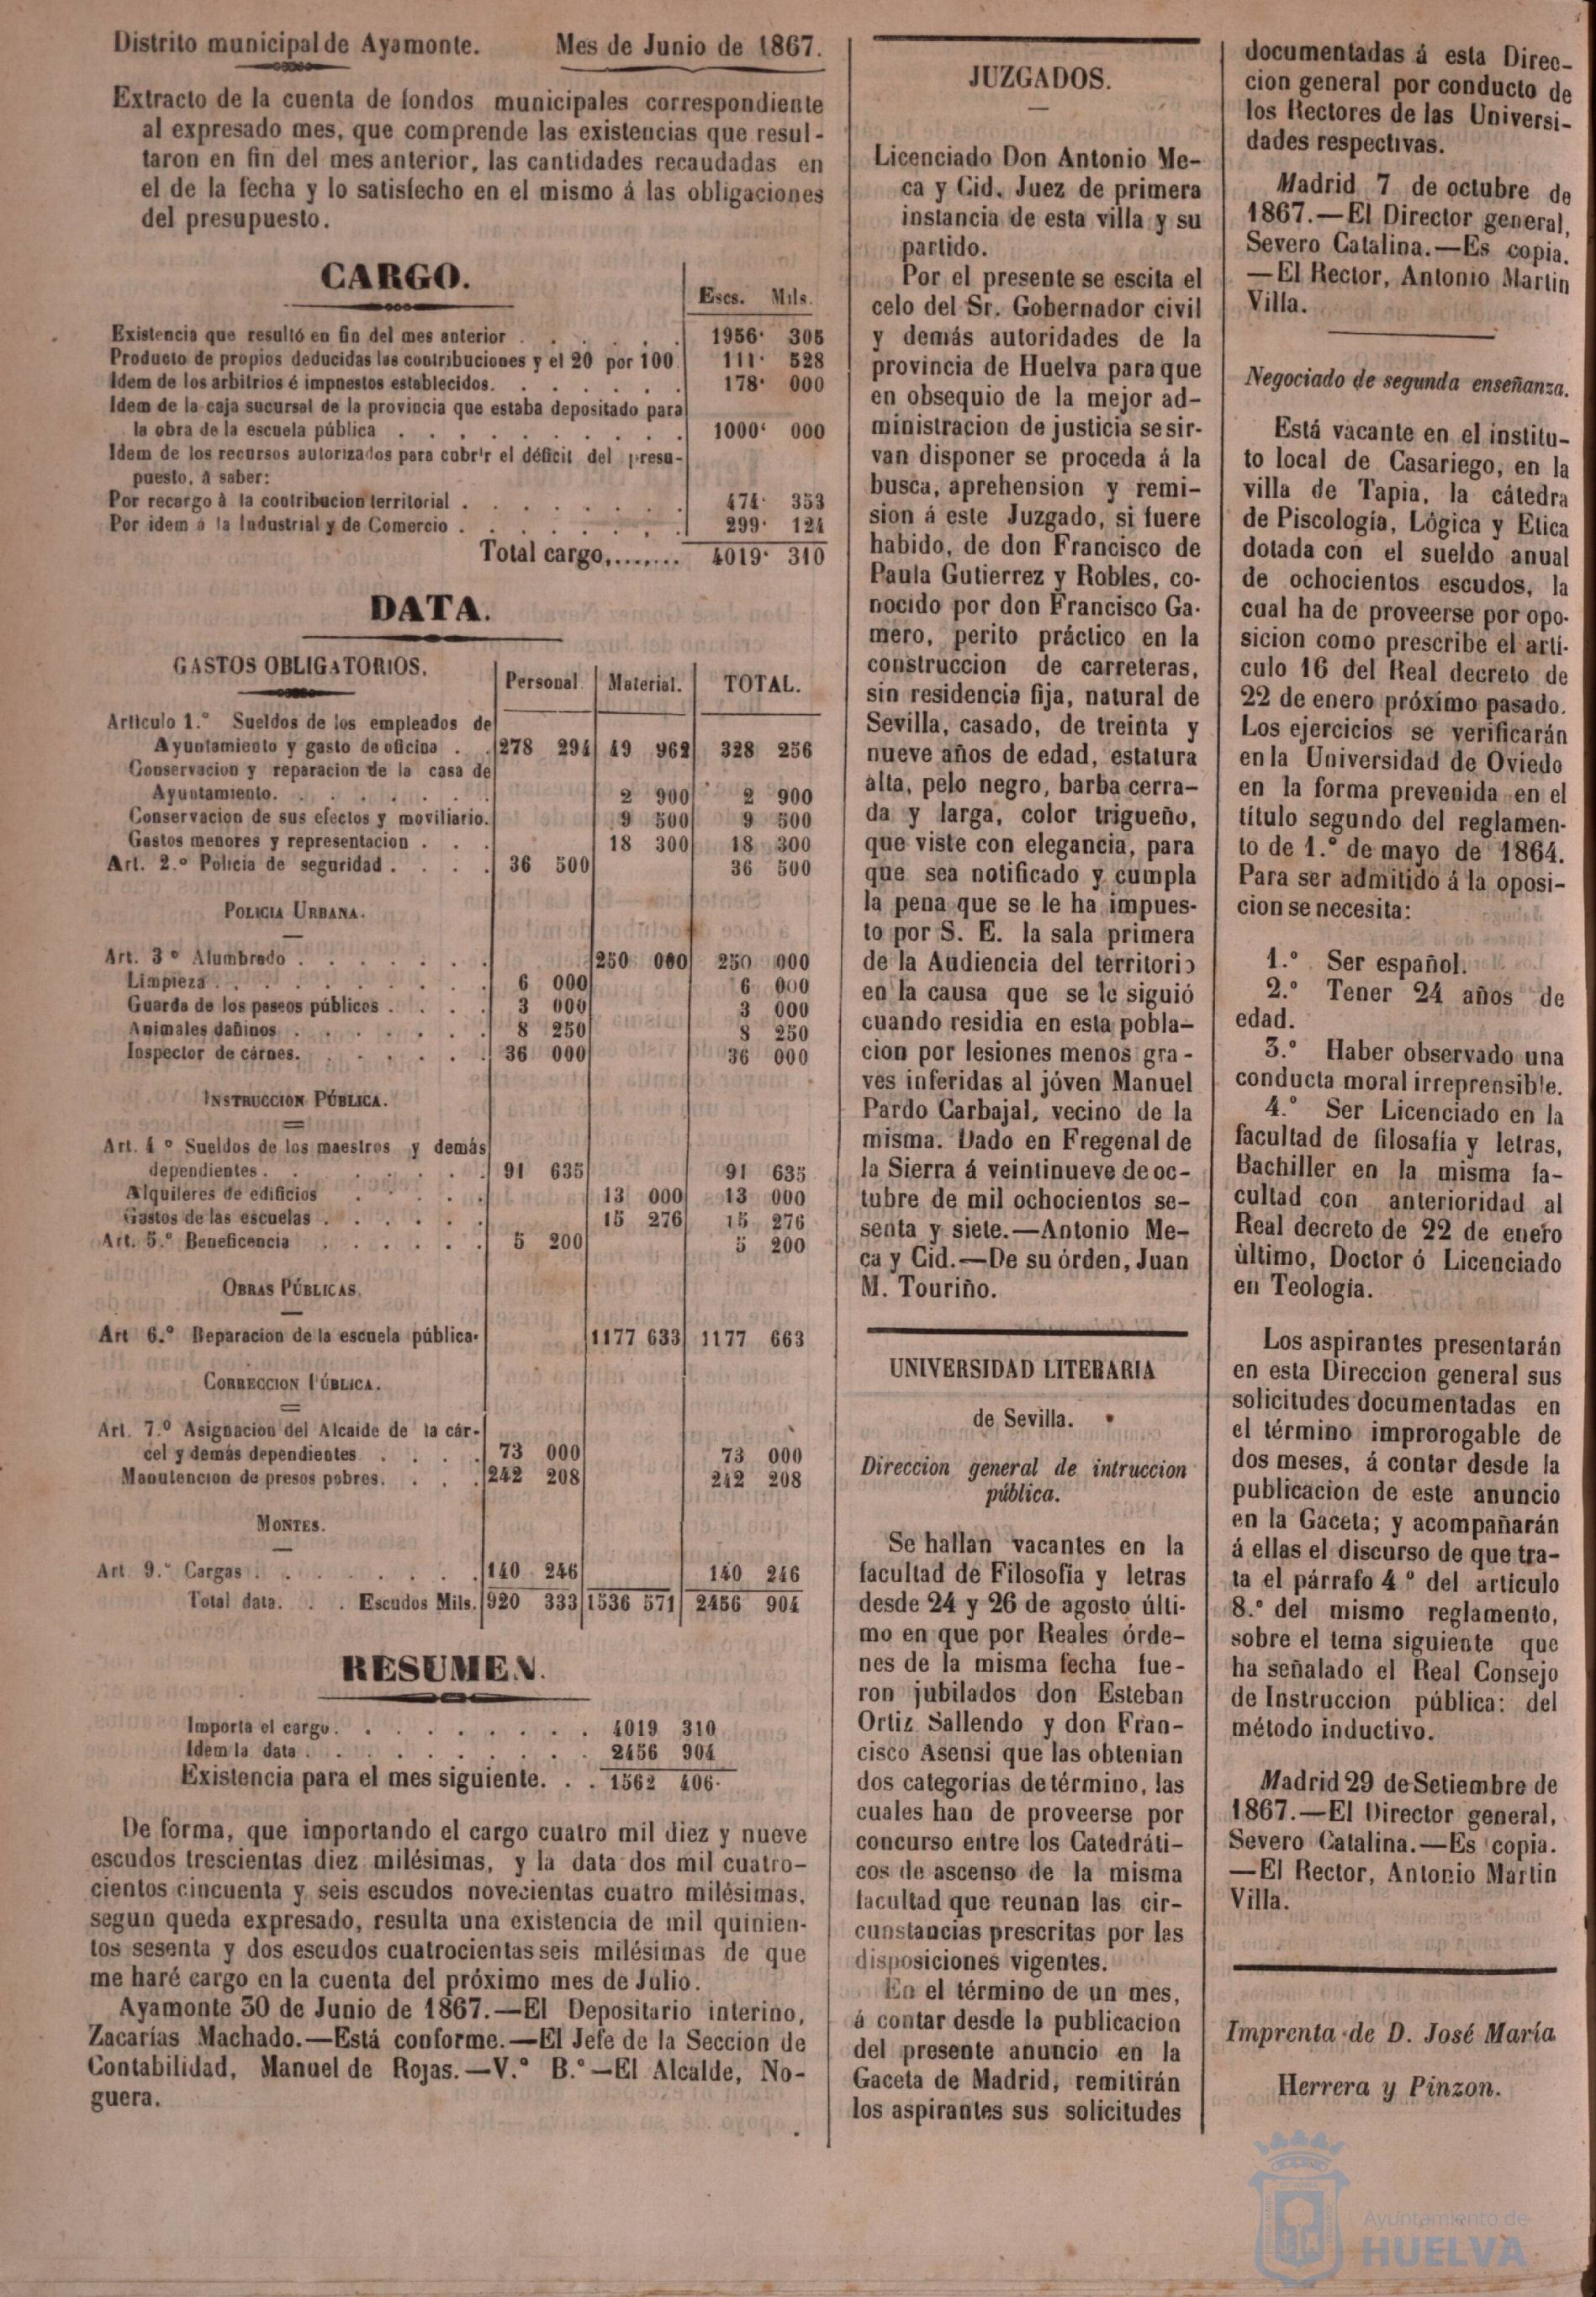 Distrito municipal de Ayamonte. Mes de Junio de 1867.
Extracto de la cuenta de fondos municipales correspondiente
al expresado mes, que comprende las existencias que resul-
taron en fin del mes anterior, las cantidades recaudadas en
el de la fecha y lo satisfecho en el mismo á las obligaciones
del presupuesto.
CARGO.
Escs. Mils.
Existencia que resultó en fin del mes anterior . . . . . . 1956· 305
Producto de propios deducidas las contribuciones y el 20 por 100 111· 528
Idem de los arbitrios é impnestos establecidos. . . . . . . 178· 000
Idem de la caja sucursal de la provincia que estaba depositado para
la obra de la escuela pública . . . . . . . . . . 1000· 000
Idem de los recursos autorizados para cubr'r el déficit del presu-
puesto, á saber:
Por recargo à la contribucion territorial . . . . . . . . 474· 353
Por idem á la Industrial y de Comercio . . . . . . . 299· 124
Total cargo,....,... 4019· 310
DATA.
GASTOS OBLIGATORIOS.
Personal. Material. TOTAL.
Articulo 1.º Sueldos de los empleados de
Ayuntamiento y gasto de oficina . . 278 294 49 962 328 256
Conservacion y reparacion de la casa de
Ayuntamiento. . . . . . . 2 900 2 900
Conservacion de sus efectos y moviliario. 9 500 9 500
Gastos menores y representacion . . . 18 300 18 300
Art. 2.º Policia de seguridad . . . . 36 500 36 500
POLICIA URBANA.
Art. 3 º Alumbrado . . . . . . . 250 000 250 000
Limpieza . . . . . . . . . 6 000 6 000
Guarda de los paseos públicos . . . . 3 000 3 000
Animales dañinos . . . . . . . 8 250 8 250
Inspector de cárnes. . . . . . . 36 000 36 000
INSTRUCCION PÚBLICA.
Art. 4 º Sueldos de los maestros y demás
dependientes . . . . . . . 91 635 91 635
Alquileres de edificios . . . . . 13 000 13 000
Gastos de las escuelas . . . . . . 15 276 15 276
Art. 5.º Beneficencia . . . . . . 5 200 5 200
OBRAS PÚBLICAS.
Art 6.º Reparacion de la escuela pública. 1177 633 1177 663
CORRECCION PÚBLICA.
Art. 7.º Asignacion del Alcaide de la cár-
cel y demás dependientes . . . . 73 000 73 000
Manutencion de presos pobres. . . . 242 208 242 208
MONTES.
Art 9.º Cargas . . . . . . . . 140 246 140 246
Total data. . . Escudos Mils. 920 333 1536 571 2456 904
RESUMEN.
Importa el cargo. . . . . . . . . 4019 310
Idem la data . . . . . . . . . 2456 904
Existencia para el mes siguiente. . . 1562 406·
De forma, que importando el cargo cuatro mil diez y nueve
escudos trescientas diez milésimas, y la data dos mil cuatro-
cientos cincuenta y seis escudos novecientas cuatro milésimas,
segun queda expresado, resulta una existencia de mil quinien-
tos sesenta y dos escudos cuatrocientas seis milésimas de que
me haré cargo en la cuenta del próximo mes de Julio.
Ayamonte 30 de Junio de 1867.—El Depositario interino,
Zacarías Machado.—Está conforme.—El Jefe de la Seccion de
Contabilidad, Manuel de Rojas.—V.º B.º—El Alcalde, No-
guera.
JUZGADOS.
Licenciado Don Antonio Me-
ca y Cid. Juez de primera
instancia de esta villa y su
partido.
Por el presente se escita el
celo del Sr. Gobernador civil
y demás autoridades de la
provincia de Huelva para que
en obsequio de la mejor ad-
ministracion de justicia se sir-
van disponer se proceda á la
busca, aprehension y remi-
sion á este Juzgado, si fuere
habido, de don Francisco de
Paula Gutierrez y Robles, co-
nocido por don Francisco Ga-
mero, perito práctico en la
construccion de carreteras,
sin residencia fija, natural de
Sevilla, casado, de treinta y
nueve años de edad, estatura
alta, pelo negro, barba cerra-
da y larga, color trigueño,
que viste con elegancia, para
que sea notificado y cumpla
la pena que se le ha impues-
to por S. E. la sala primera
de la Audiencia del territorio
en la causa que se le siguió
cuando residia en esta pobla-
cion por lesiones menos gra-
ves inferidas al jóven Manuel
Pardo Carbajal, vecino de la
misma. Dado en Fregenal de
la Sierra á veintinueve de oc-
tubre de mil ochocientos se-
senta y siete.—Antonio Me-
ca y Cid.—De su órden, Juan
M. Touriño.
UNIVERSIDAD LITERARIA
de Sevilla.
Direccion general de intruccion
pública.
Se hallan vacantes en la
facultad de Filosofia y letras
desde 24 y 26 de agosto últi-
mo en que por Reales órde-
nes de la misma fecha fue-
ron jubilados don Esteban
Ortiz Sallendo y don Fran-
cisco Asensi que las obtenian
dos categorias de término, las
cuales han de proveerse por
concurso entre los Catedráti-
cos de ascenso de la misma
facultad que reunan las cir-
cunstancias prescritas por las
disposiciones vigentes.
En el término de un mes,
á contar desde la publicacion
del presente anuncio en la
Gaceta de Madrid, remitirán
los aspirantes sus solicitudes
documentadas á esta Direc-
cion general por conducto de
los Rectores de las Universi-
dades respectivas.
Madrid 7 de octubre de
1867.—El Director general,
Severo Catalina.—Es copia.
—El Rector, Antonio Martin
Villa.
Negociado de segunda enseñanza.
Está vacante en el institu-
to local de Casariego, en la
villa de Tapia, la cátedra
de Piscología, Lógica y Etica
dotada con el sueldo anual
de ochocientos escudos, la
cual ha de proveerse por opo-
sicion como prescribe el artí-
culo 16 del Real decreto de
22 de enero próximo pasado.
Los ejercicios se verificarán
en la Universidad de Oviedo
en la forma prevenida en el
título segundo del reglamen-
to de 1.º de mayo de 1864.
Para ser admitido á la oposi-
cion se necesita:
1.º Ser español.
2.º Tener 24 años de
edad.
3.º Haber observado una
conducta moral irreprensible.
4.º Ser Licenciado en la
facultad de filosafia y letras,
Bachiller en la misma fa-
cultad con anterioridad al
Real decreto de 22 de enero
último, Doctor ó Licenciado
en Teología.
Los aspirantes presentarán
en esta Direccion general sus
solicitudes documentadas en
el término improrogable de
dos meses, á contar desde la
publicacion de este anuncio
en la Gaceta; y acompañarán
á ellas el discurso de que tra-
ta el párrafo 4 º del articulo
8.º del mismo reglamento,
sobre el tema siguiente que
ha señalado el Real Consejo
de Instruccion pública: del
método inductivo.
Madrid 29 de Setiembre de
1867.—El Director general,
Severo Catalina.—Es copia.
—El Rector, Antonio Martin
Villa.
Imprenta de D. José María
Herrera y Pinzon.
Ayuntamiento de
HUELVA